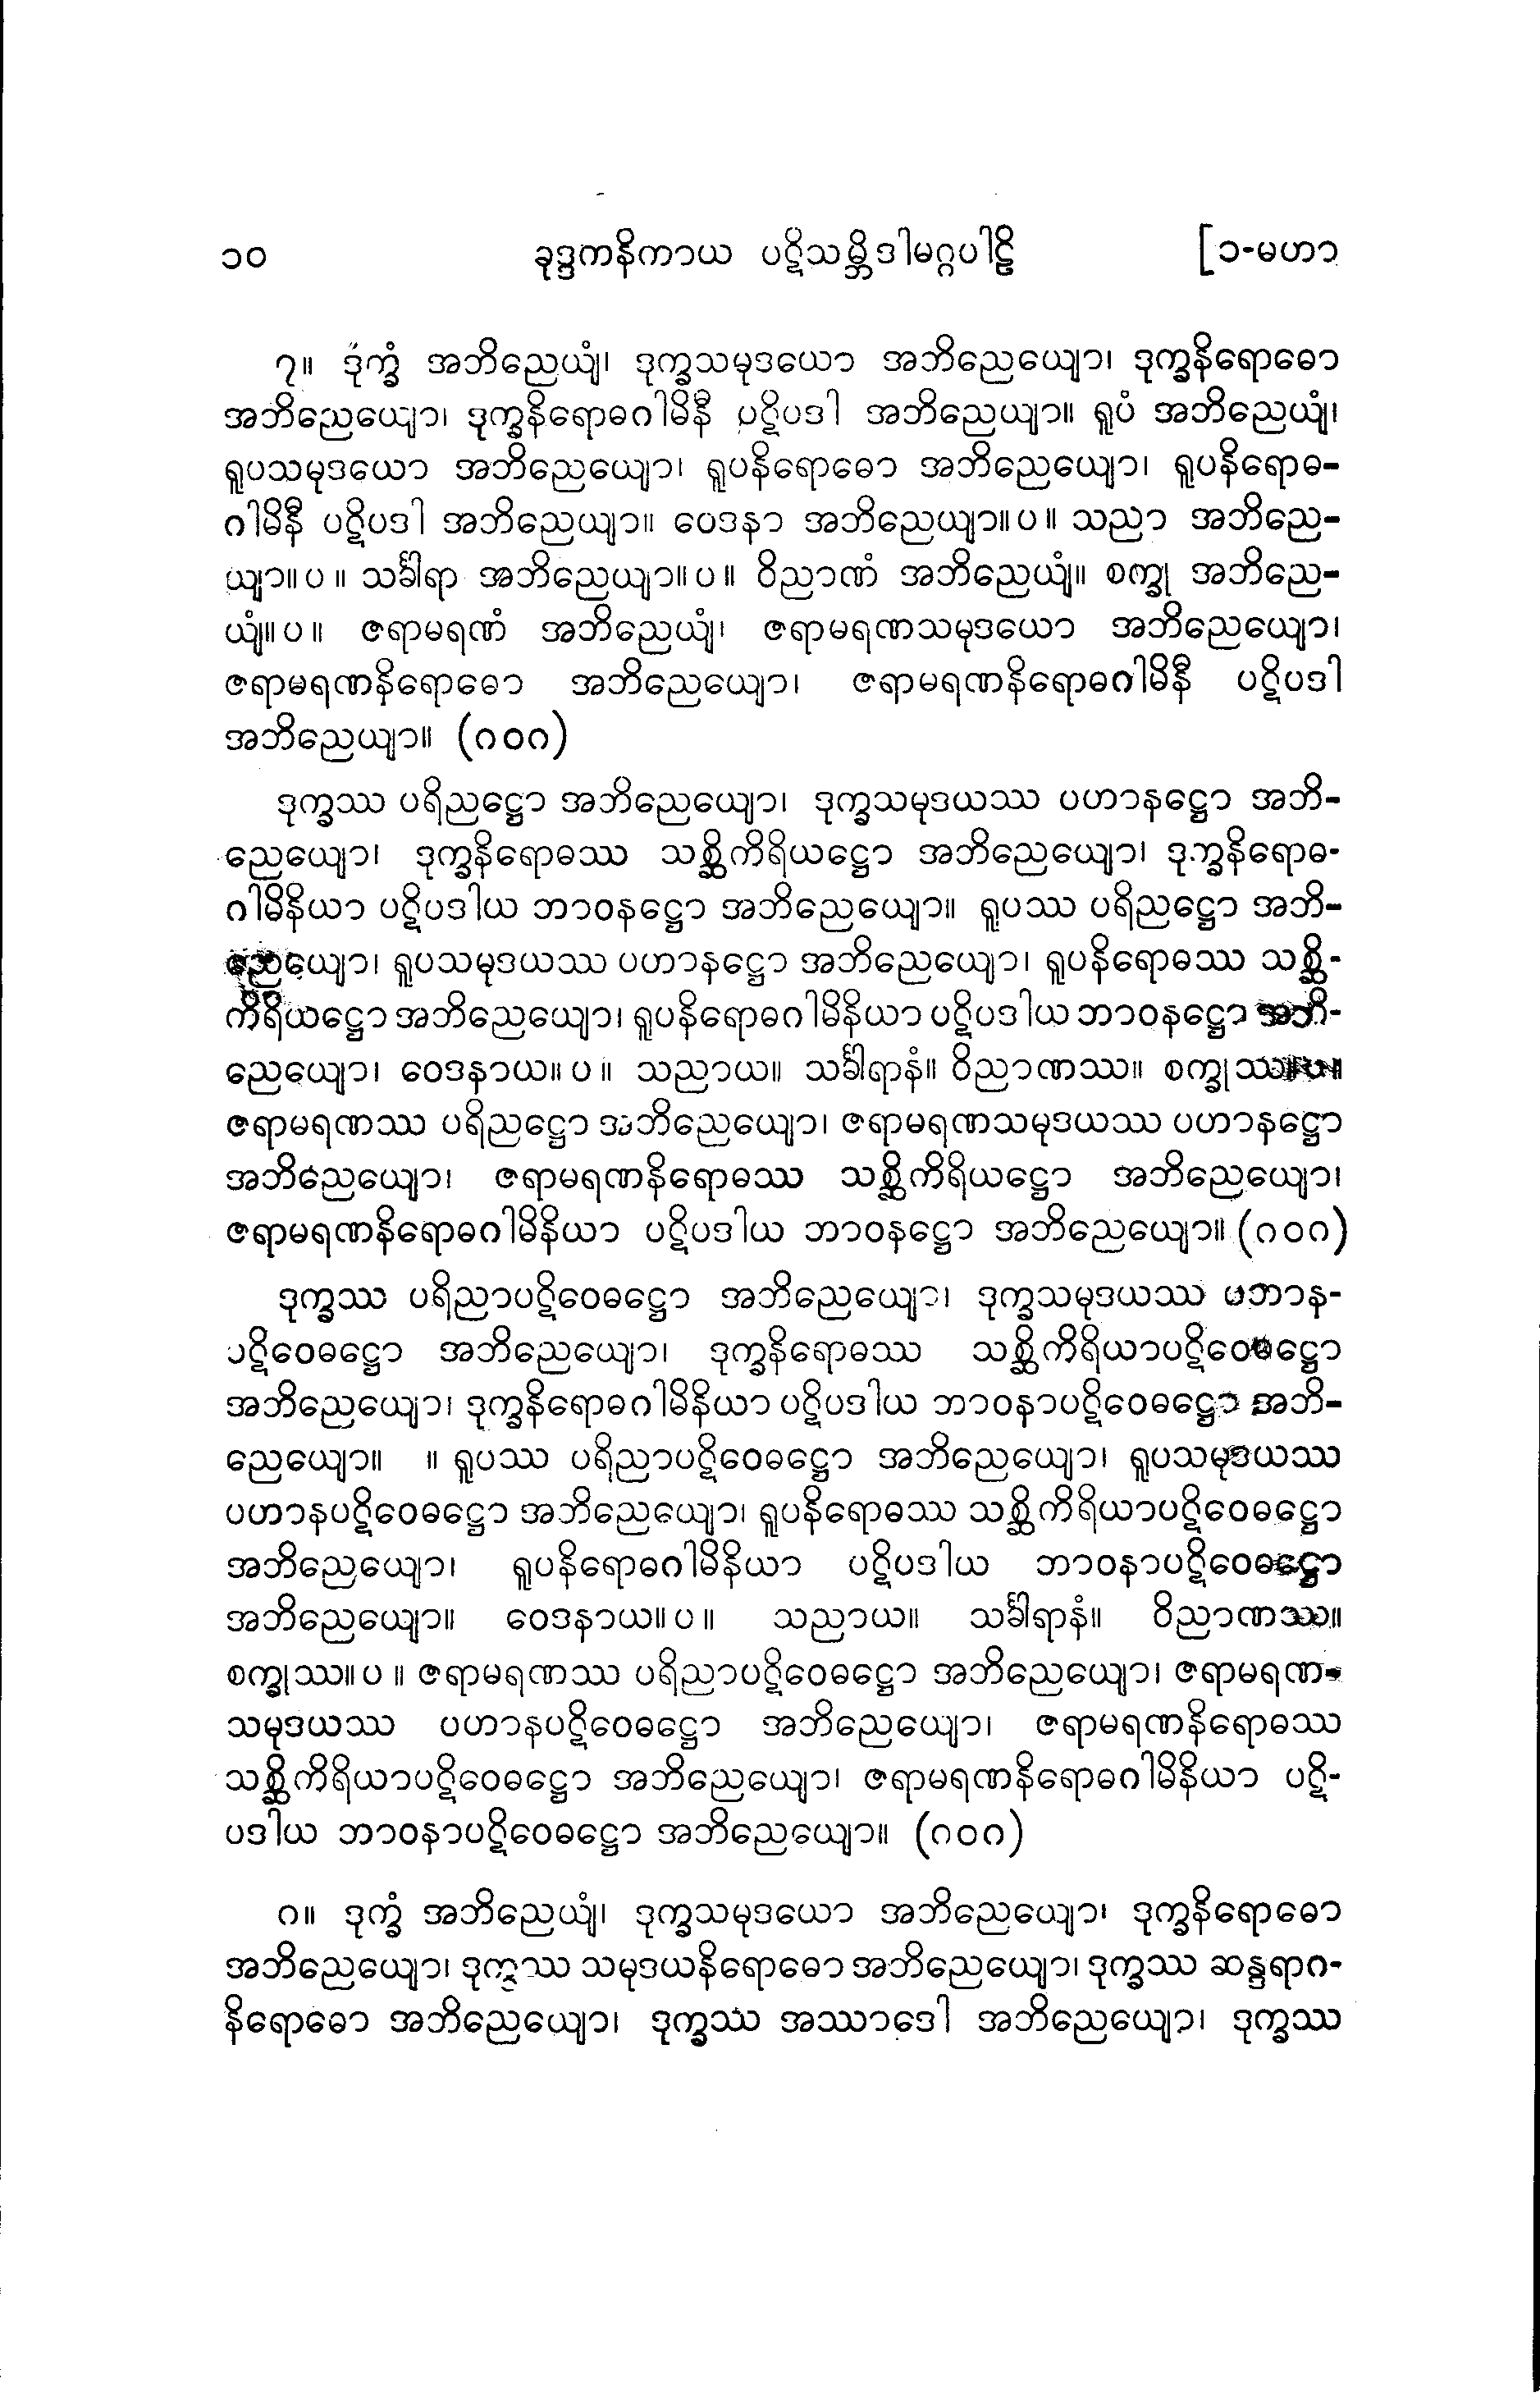 ၁၀ ခုဒ္ဒကနိကာယ ပဋိသမ္ဘိဒါမဂ္ဂပါဠိ [၁-မဟာ
၇။ ဒုက္ခံ အဘိညေယျံ၊ ဒုက္ခသမုဒယော အဘိညေယျော၊ ဒုက္ခနိရောဓော
အဘိညေယျော၊ ဒုက္ခနိရောဓဂါမိနီ ပဋိပဒါ အဘိညေယျာ။ ရူပံ အဘိညေယျံ၊
ရူပသမုဒယော အဘိညေယျော၊ ရူပနိရောဓော အဘိညေယျော၊ ရူပနိရောဓ-
ဂါမိနီ ပဋိပဒါ အဘိညေယျာ။ ဝေဒနာ အဘိညေယျာ။ပ။ သညာ အဘိညေ-
ယျာ။ပ။ သင်္ခါရာ အဘိညေယျာ။ပ။ ဝိညာဏံ အဘိညေယျံ။ စက္ခု အဘိညေ-
ယျံ။ပ။ ဇရာမရဏံ အဘိညေယျံ၊ ဇရာမရဏသမုဒယော အဘိညေယျော၊
ဇရာမရဏနိရောဓော အဘိညေယျော၊ ဇရာမရဏနိရောဓဂါမိနီ ပဋိပဒါ
အဘိညေယျာ။ (ဂဝဂ)
ဒုက္ခဿ ပရိညဋ္ဌော အဘိညေယျော၊ ဒုက္ခသမုဒယဿ ပဟာနဋ္ဌော အဘိ-
ညေယျော၊ ဒုက္ခနိရောဓဿ သစ္ဆိကိရိယဋ္ဌော အဘိညေယျော၊ ဒုက္ခနိရောဓ-
ဂါမိနိယာ ပဋိပဒါယ ဘာဝနဋ္ဌော အဘိညေယျော။ ရူပဿ ပရိညဋ္ဌော အဘိ-
ညေယျော၊ ရူပသမုဒယဿ ပဟာနဋ္ဌော အဘိညေယျော၊ ရူပနိရောဓဿ သစ္ဆိ-
ကိရိယဋ္ဌော အဘိညေယျော၊ ရူပနိရောဓဂါမိနိယာ ပဋိပဒါယ ဘာဝနဋ္ဌော အဘိ-
ညေယျော၊ ဝေဒနာယ။ပ။ သညာယ။ သင်္ခါရာနံ။ ဝိညာဏဿ။ စက္ခုဿ။ပ။
ဇရာမရဏဿ ပရိညဋ္ဌော အဘိညေယျော၊ ဇရာမရဏသမုဒယဿ ပဟာနဋ္ဌော
အဘိညေယျော၊ ဇရာမရဏနိရောဓဿ သစ္ဆိကိရိယဋ္ဌော အဘိညေယျော၊
ဇရာမရဏနိရောဓဂါမိနိယာ ပဋိပဒါယ ဘာဝနဋ္ဌော အဘိညေယျော။ (ဂဝဂ)
ဒုက္ခဿ ပရိညာပဋိဝေဓဋ္ဌော အဘိညေယျော၊ ဒုက္ခသမုဒယဿ ပဟာန-
ပဋိဝေဓဋ္ဌော အဘိညေယျော၊ ဒုက္ခနိရောဓဿ သစ္ဆိကိရိယာပဋိဝေဓဋ္ဌော
အဘိညေယျော၊ ဒုက္ခနိရောဓဂါမိနိယာ ပဋိပဒါယ ဘာဝနာပဋိဝေဓဋ္ဌော အဘိ-
ညေယျော။ ။ ရူပဿ ပရိညာပဋိဝေဓဋ္ဌော အဘိညေယျော၊ ရူပသမုဒယဿ
ပဟာနပဋိဝေဓဋ္ဌော အဘိညေယျော၊ ရူပနိရောဓဿ သစ္ဆိကိရိယာပဋိဝေဓဋ္ဌော
အဘိညေယျော၊ ရူပနိရောဓဂါမိနိယာ ပဋိပဒါယ ဘာဝနာပဋိဝေဓဋ္ဌော
အဘိညေယျော။ ဝေဒနာယ။ပ။ သညာယ။ သင်္ခါရာနံ။ ဝိညာဏဿ။
စက္ခုဿ။ပ။ ဇရာမရဏဿ ပရိညာပဋိဝေဓဋ္ဌော အဘိညေယျော၊ ဇရာမရဏ-
သမုဒယဿ ပဟာနပဋိဝေဓဋ္ဌော အဘိညေယျော၊ ဇရာမရဏနိရောဓဿ
သစ္ဆိကိရိယာပဋိဝေဓဋ္ဌော အဘိညေယျော၊ ဇရာမရဏနိရောဓဂါမိနိယာ ပဋိ-
ပဒါယ ဘာဝနာပဋိဝေဓဋ္ဌော အဘိညေယျော။ (ဂဝဂ)
ဂ။ ဒုက္ခံ အဘိညေယျံ၊ ဒုက္ခသမုဒယော အဘိညေယျော၊ ဒုက္ခနိရောဓော
အဘိညေယျော၊ ဒုက္ခဿ သမုဒယနိရောဓော အဘိညေယျော၊ ဒုက္ခဿ ဆန္ဒရာဂ-
နိရောဓော အဘိညေယျော၊ ဒုက္ခဿ အဿာဒေါ အဘိညေယျော၊ ဒုက္ခဿ